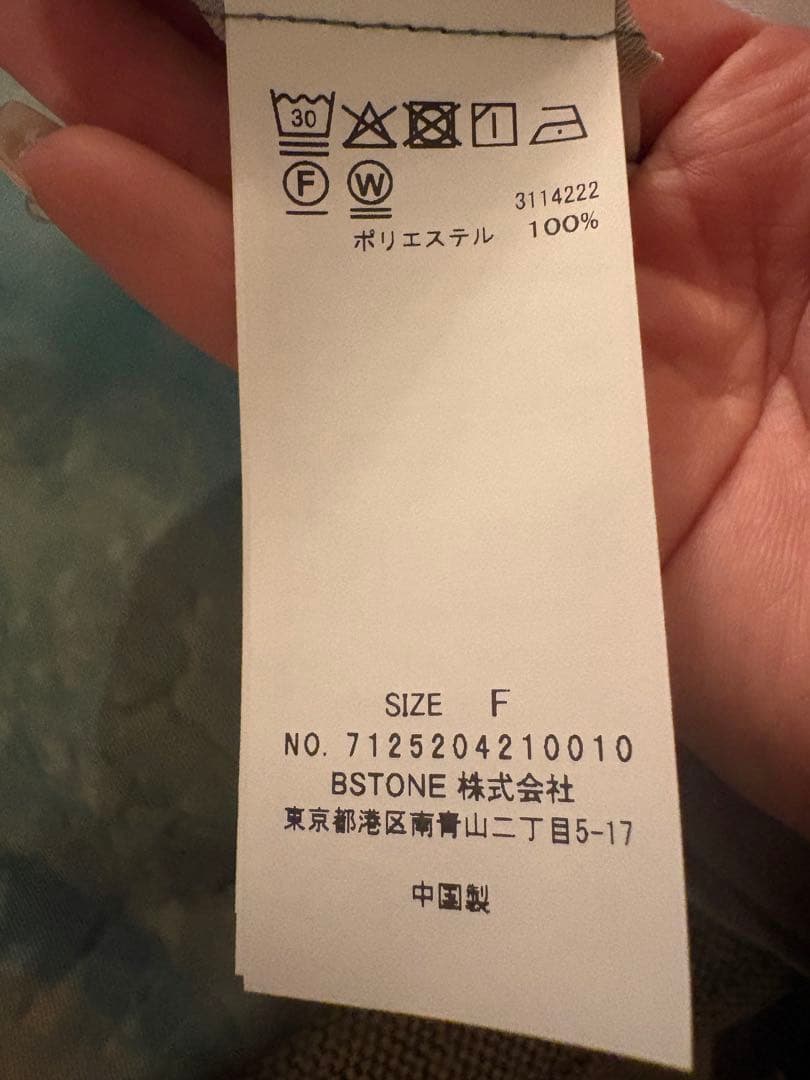 30
F W
3114222
ポリエステル 100%
SIZE F
NO. 7125204210010
BSTONE 株式会社
東京都港区南青山二丁目5-17
中国製